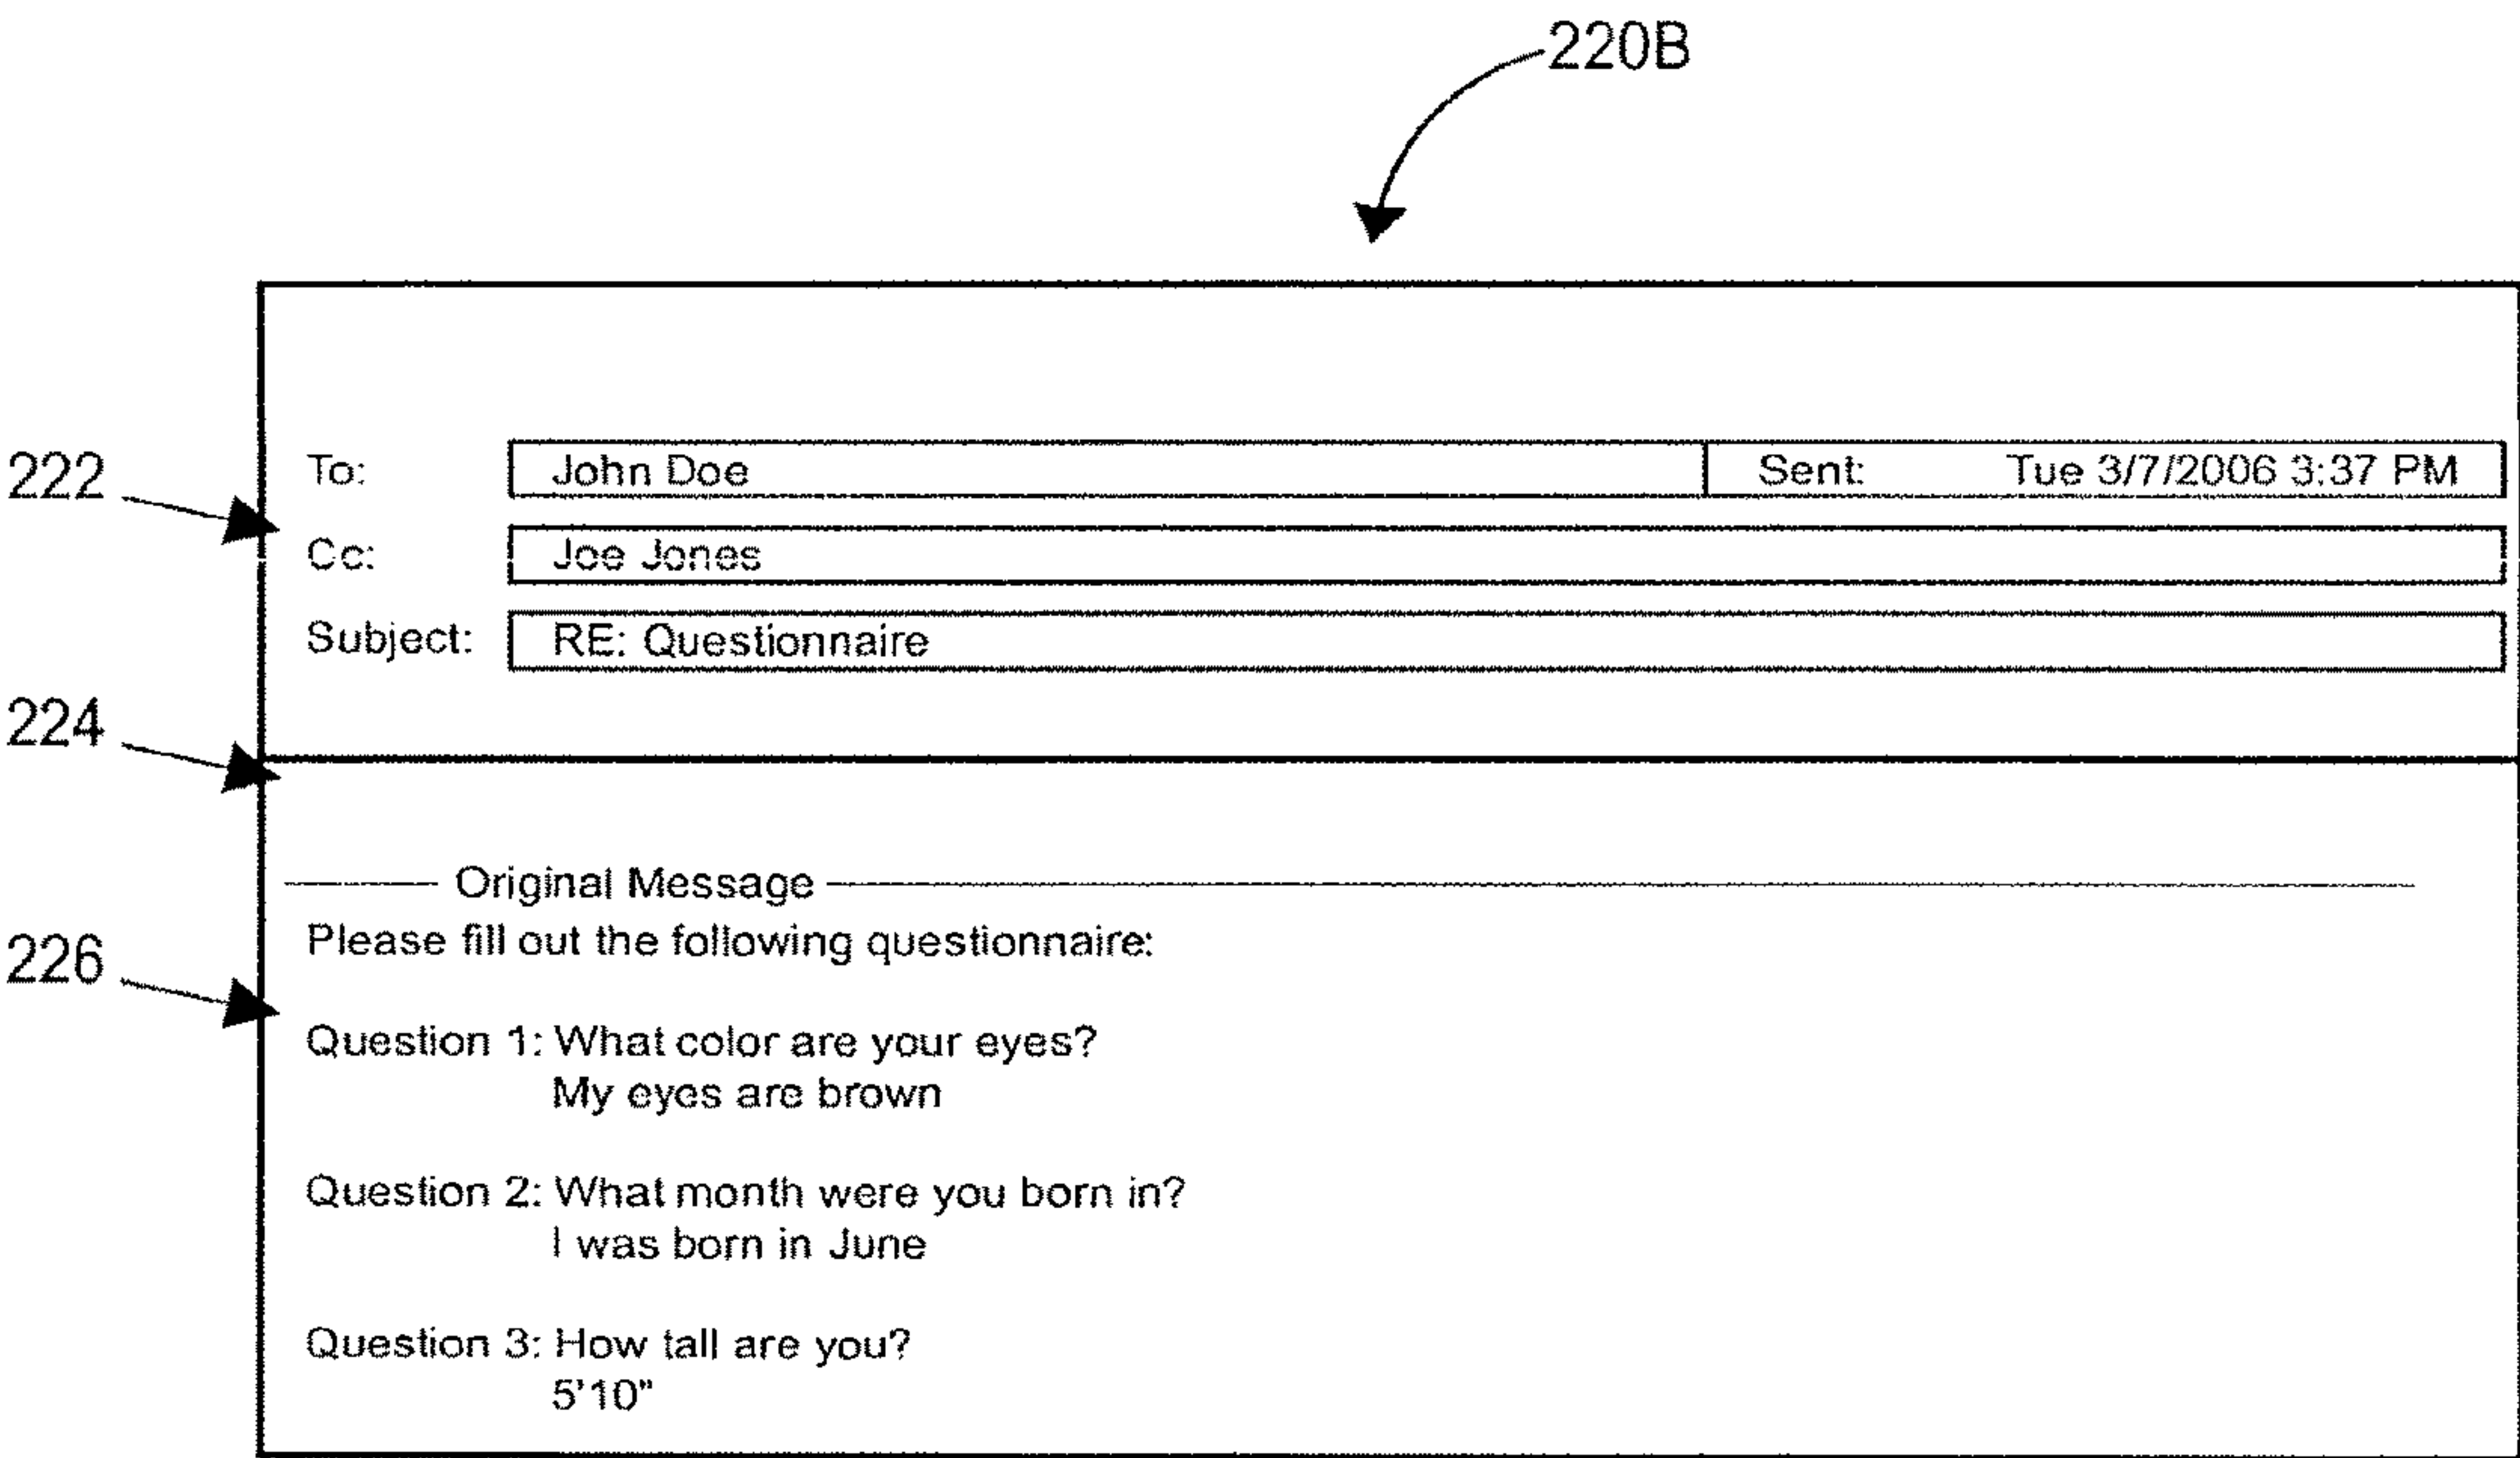 220B
222
To: John Doe Sent: Tue 3/7/2006 3:37 PM
Cc: Joe Jones
Subject: RE: Questionnaire
224
Original Message
226
Please fill out the following questionnaire:
Question 1: What color are your eyes?
My eyes are brown
Question 2: What month were you born in?
I was born in June
Question 3: How tall are you?
5'10"